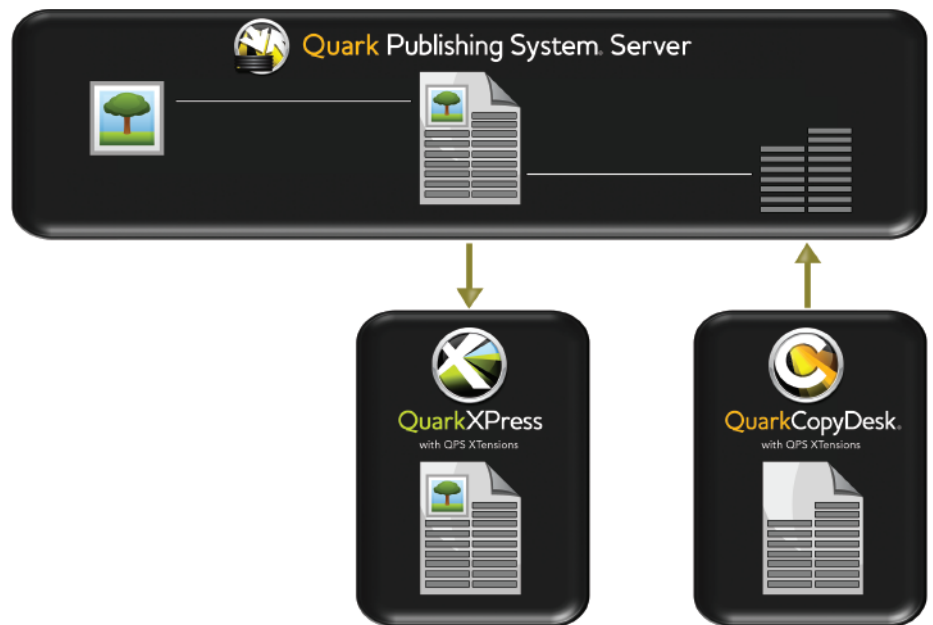 Quark Publishing System® Server
QuarkXPress
with QPS XTensions
QuarkCopyDesk®
with QPS XTensions